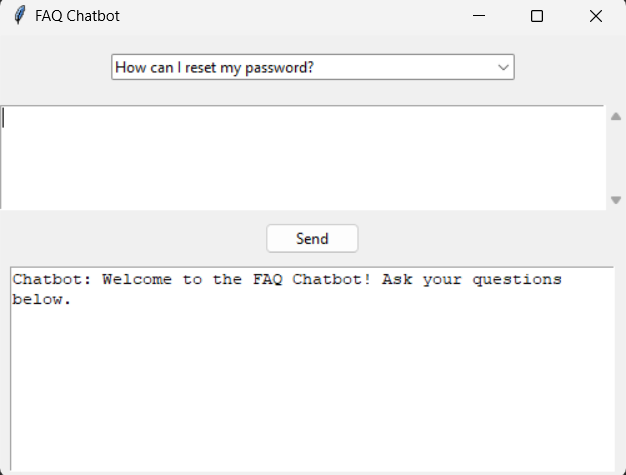 FAQ Chatbot
How can I reset my password?
Send
Chatbot: Welcome to the FAQ Chatbot! Ask your questions
below.